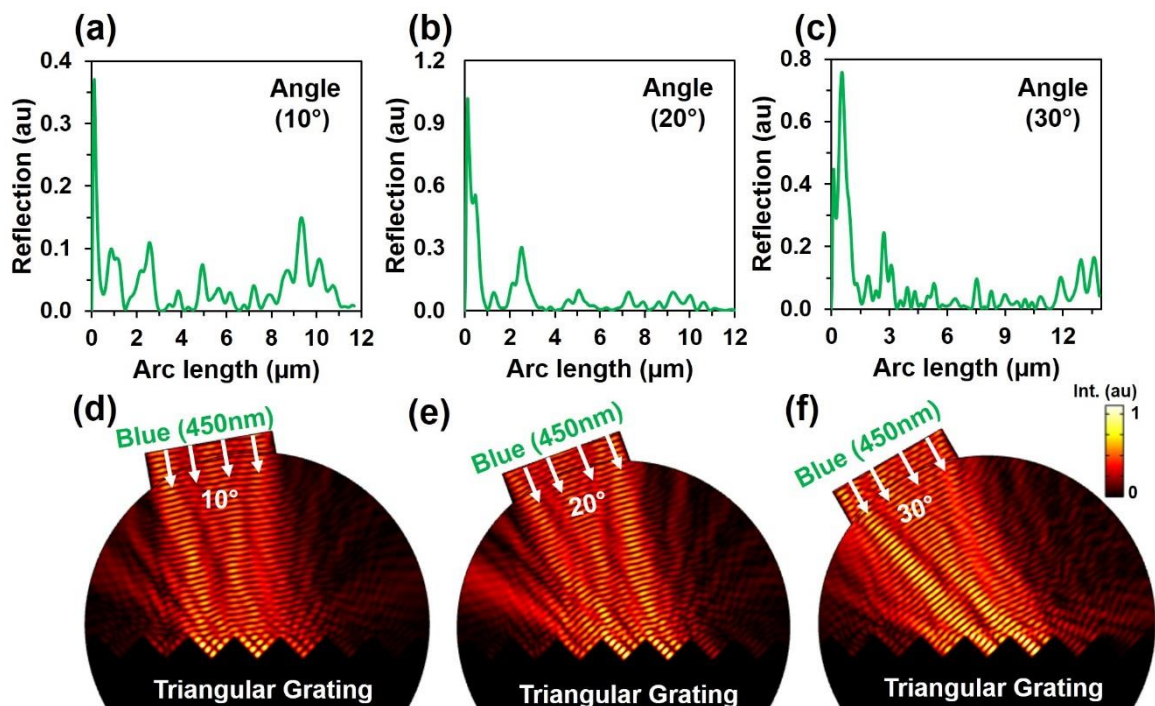 (a)
(b)
(c)
0.4
0.3
0.2
0.1
0.0
Reflection (au)
Angle
(10°)
0 2 4 6 8 10 12
Arc length (µm)
1.2
0.9
0.6
0.3
0.0
Reflection (au)
Angle
(20°)
0 2 4 6 8 10 12
Arc length (µm)
0.8
0.6
0.4
0.2
0.0
Reflection (au)
Angle
(30°)
0 3 6 9 12
Arc length (µm)
(d)
Blue (450nm)
10°
Triangular Grating
(e)
Blue (450nm)
20°
Triangular Grating
(f)
Blue (450nm)
30°
Triangular Grating
Int. (au)
1
0